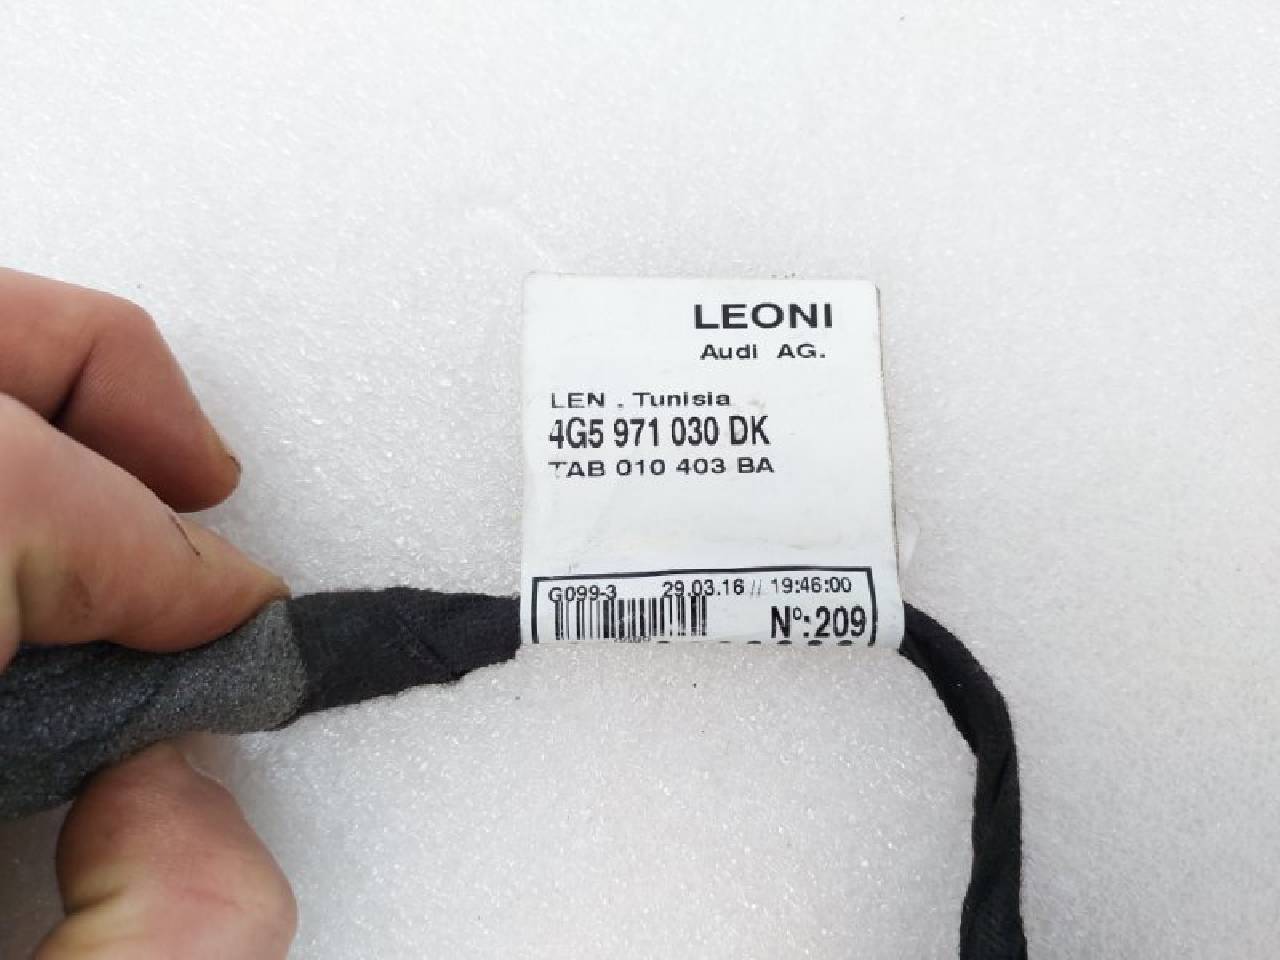 LEONI
Audi AG.
LEN . Tunisia
4G5 971 030 DK
TAB 010 403 BA
G099-3 29.03.16 // 19:46:00
Nº:209